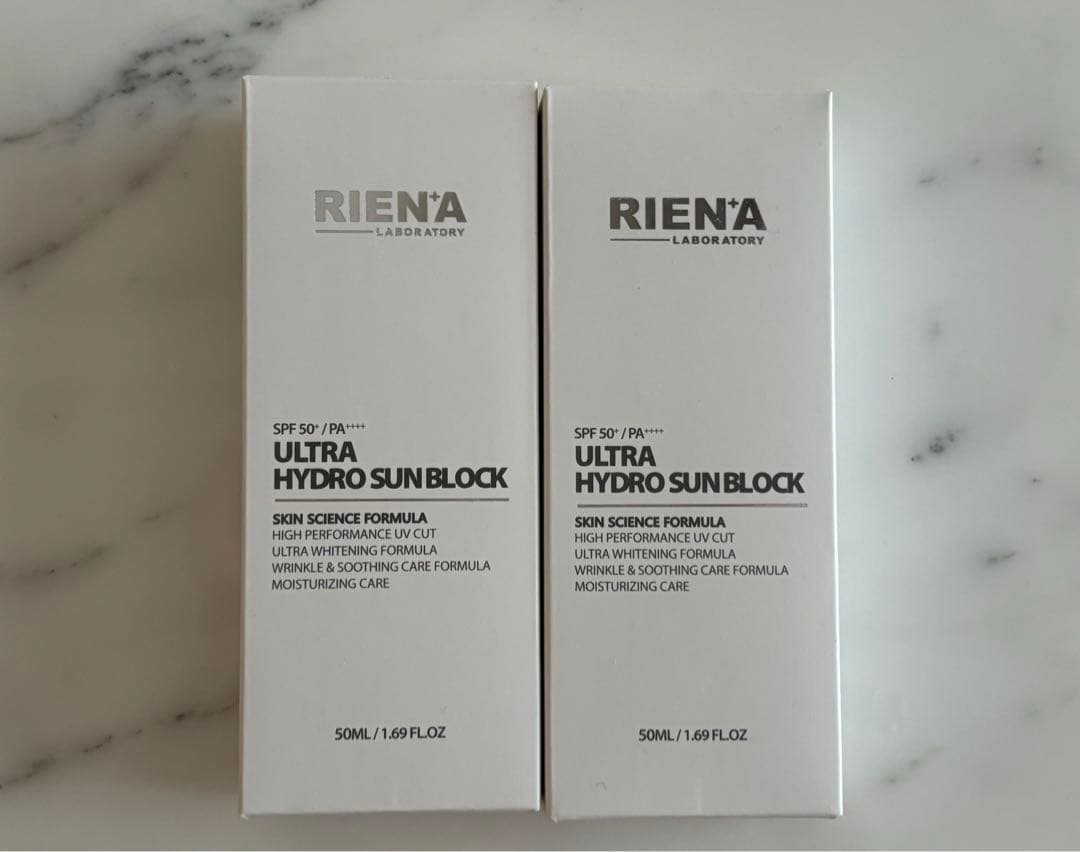 RIEN+A
LABORATORY
SPF 50+ / PA++++
ULTRA
HYDRO SUN BLOCK
SKIN SCIENCE FORMULA
HIGH PERFORMANCE UV CUT
ULTRA WHITENING FORMULA
WRINKLE & SOOTHING CARE FORMULA
MOISTURIZING CARE
50ML / 1.69 FL.OZ
RIEN+A
LABORATORY
SPF 50+ / PA++++
ULTRA
HYDRO SUN BLOCK
SKIN SCIENCE FORMULA
HIGH PERFORMANCE UV CUT
ULTRA WHITENING FORMULA
WRINKLE & SOOTHING CARE FORMULA
MOISTURIZING CARE
50ML / 1.69 FL.OZ